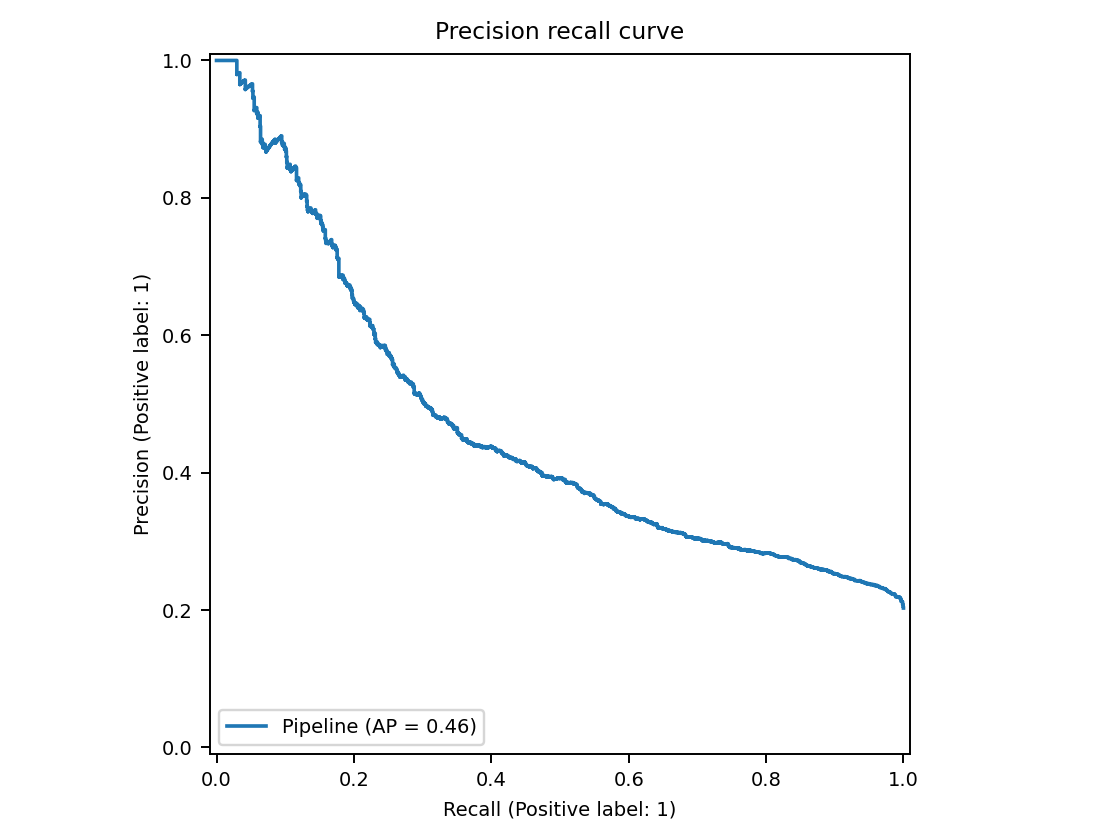 Precision recall curve
1.0
0.8
0.6
0.4
0.2
0.0
Precision (Positive label: 1)
Pipeline (AP = 0.46)
0.0 0.2 0.4 0.6 0.8 1.0
Recall (Positive label: 1)